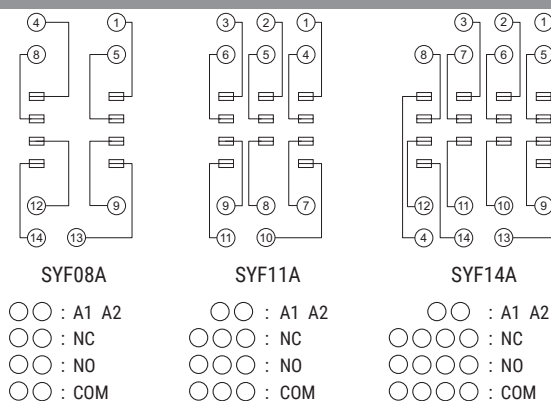 4 1 3 2 1 3 2 1
8 5 6 5 4 8 7 6 5
12 9 9 8 7 12 11 10 9
14 13 11 10 4 14 13
SYF08A SYF11A SYF14A
: A1 A2 : A1 A2 : A1 A2
: NC : NC : NC
: NO : NO : NO
: COM : COM : COM